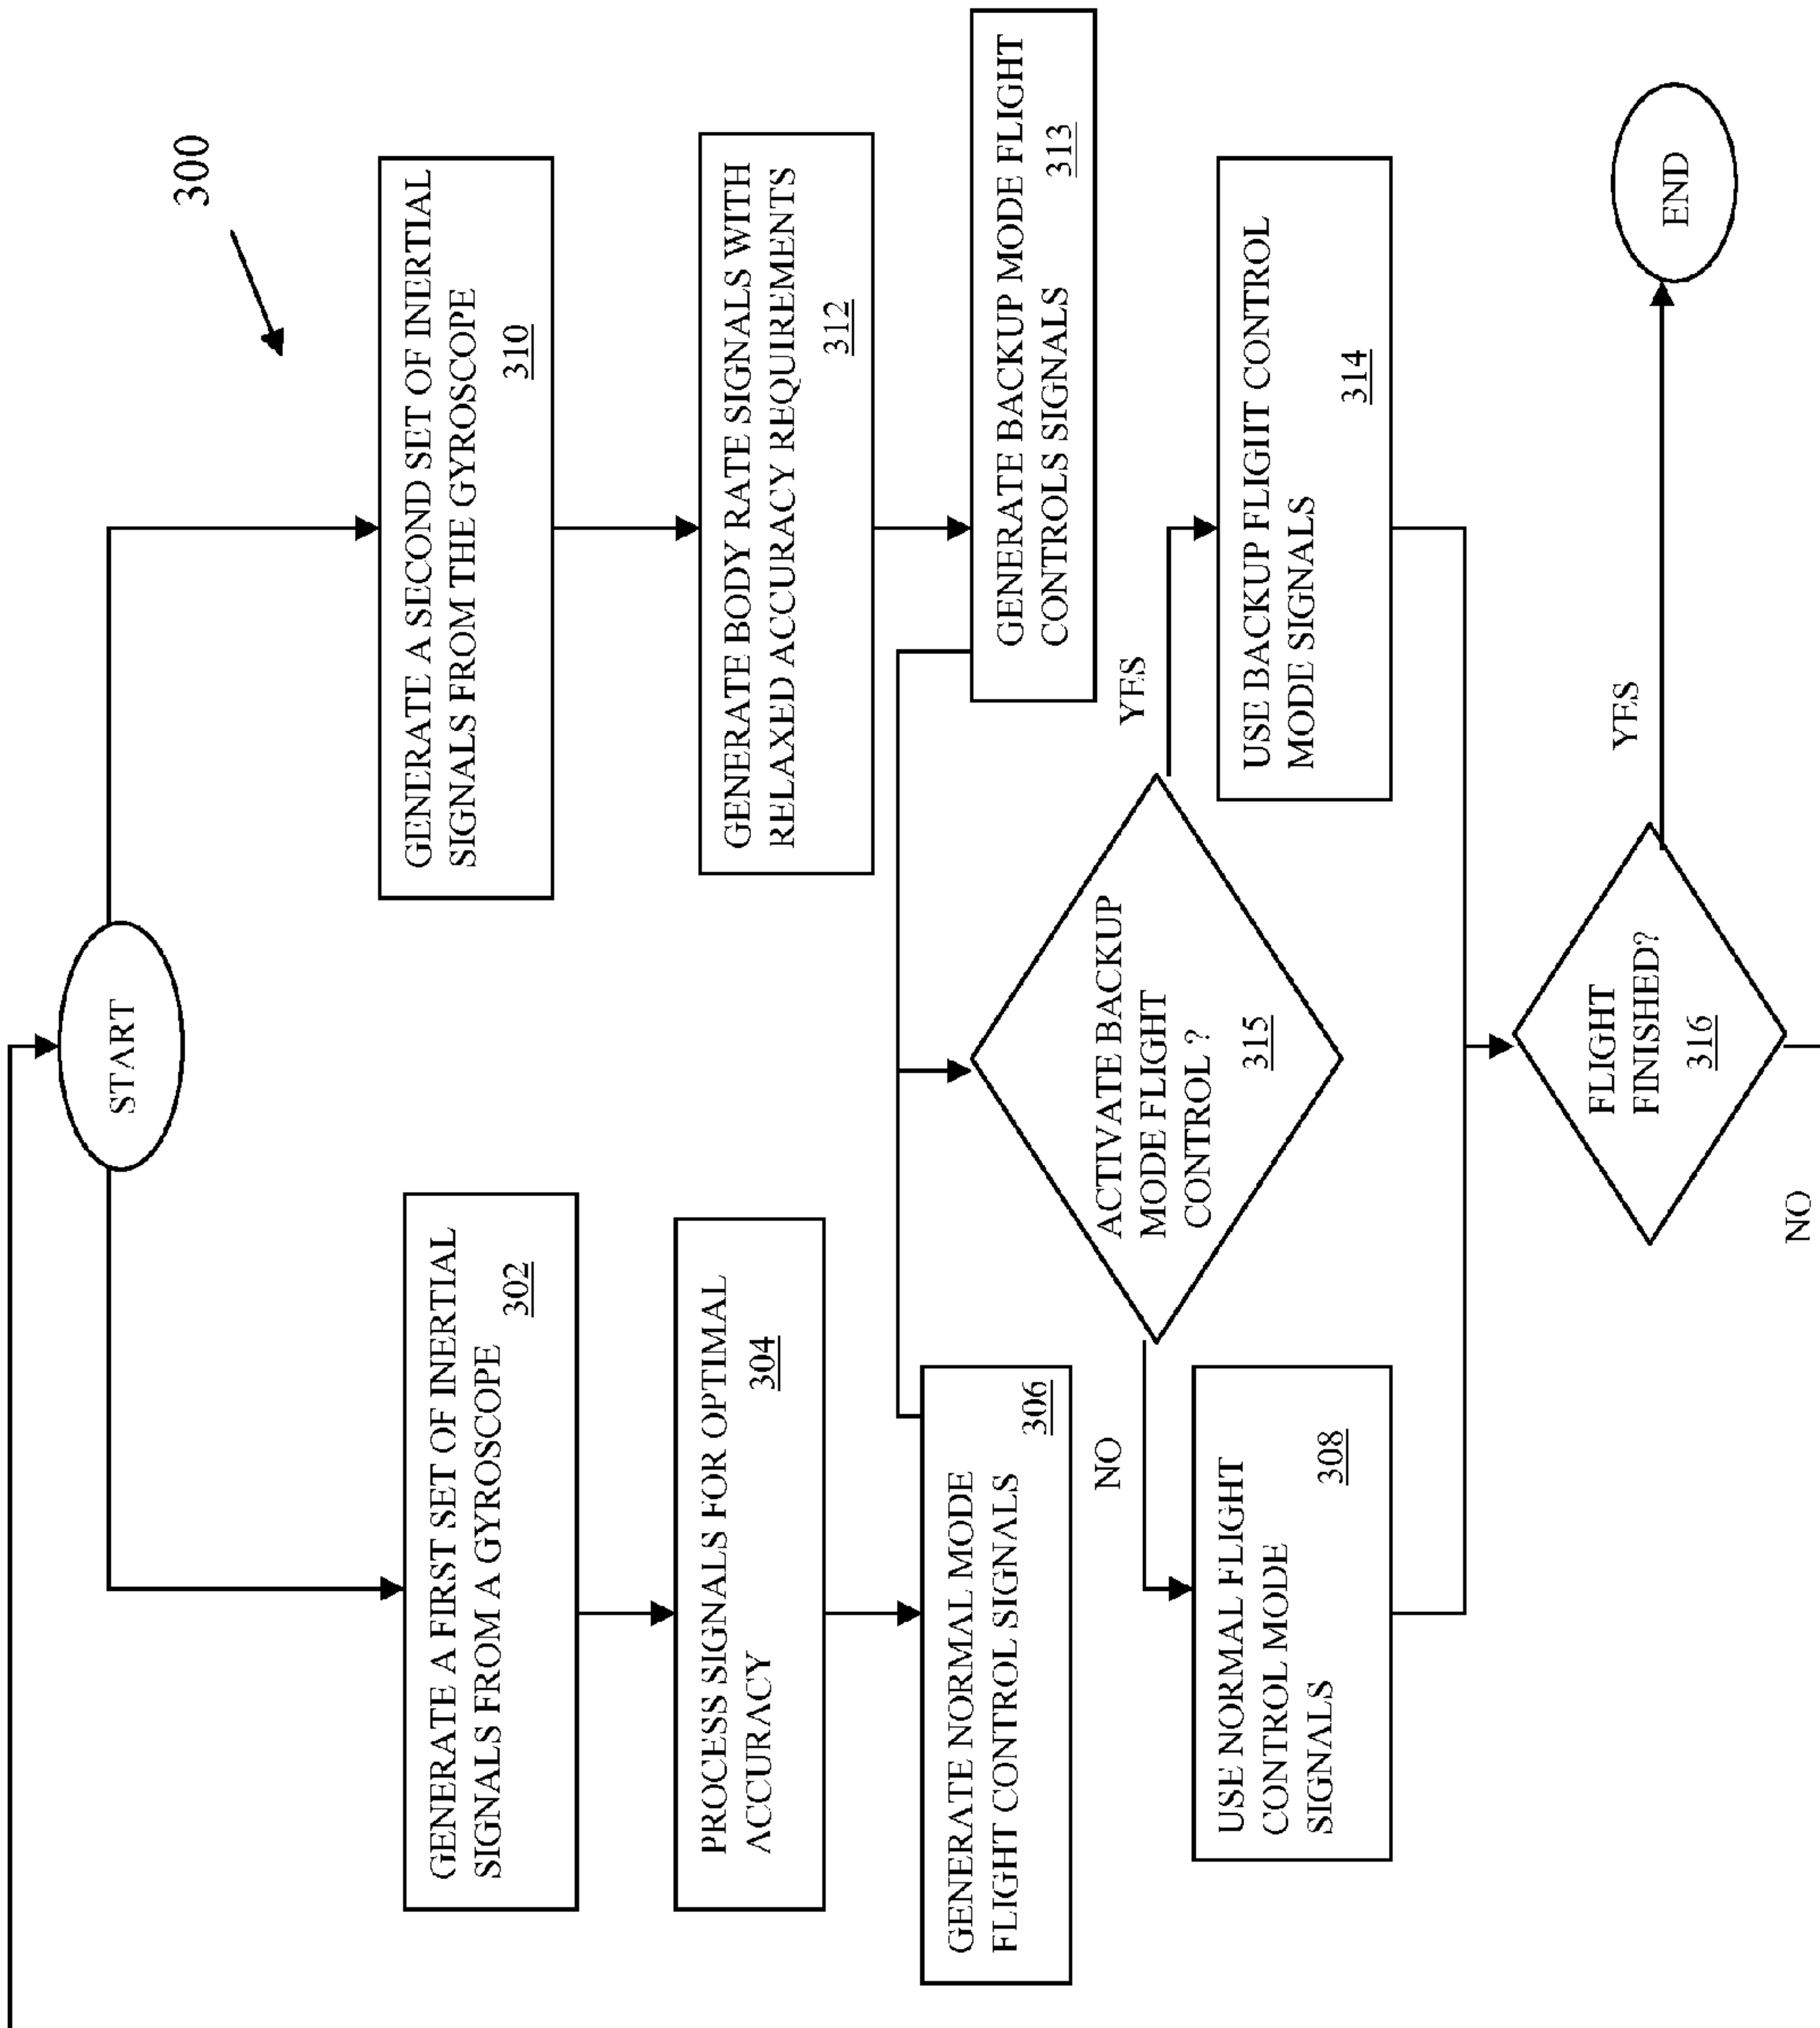 300
START
GENERATE A FIRST SET OF INERTIAL
SIGNALS FROM A GYROSCOPE
302
PROCESS SIGNALS FOR OPTIMAL
ACCURACY
304
GENERATE NORMAL MODE
FLIGHT CONTROL SIGNALS
306
GENERATE A SECOND SET OF INERTIAL
SIGNALS FROM THE GYROSCOPE
310
GENERATE BODY RATE SIGNALS WITH
RELAXED ACCURACY REQUIREMENTS
312
GENERATE BACKUP MODE FLIGHT
CONTROLS SIGNALS
313
ACTIVATE BACKUP
MODE FLIGHT
CONTROL ?
315
NO
YES
USE NORMAL FLIGHT
CONTROL MODE
SIGNALS
308
USE BACKUP FLIGHT CONTROL
MODE SIGNALS
314
FLIGHT
FINISHED?
316
YES
NO
END